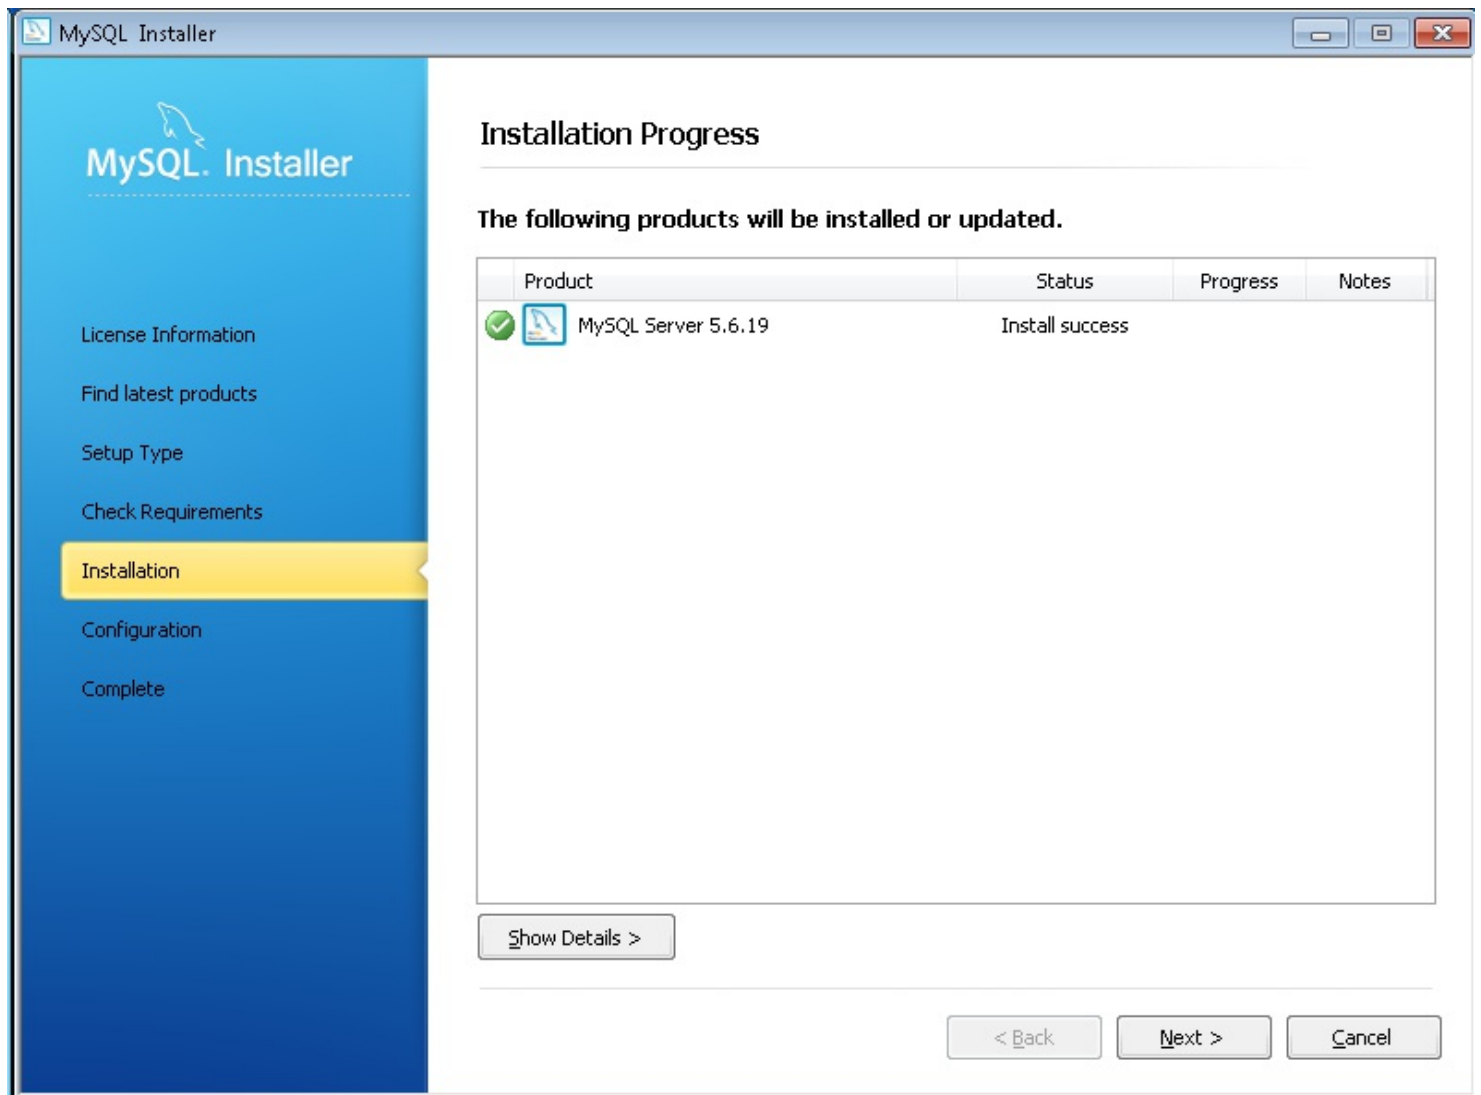 MySQL Installer
MySQL. Installer
License Information
Find latest products
Setup Type
Check Requirements
Installation
Configuration
Complete
Installation Progress
The following products will be installed or updated.
Product Status Progress Notes
MySQL Server 5.6.19 Install success
Show Details >
< Back Next > Cancel